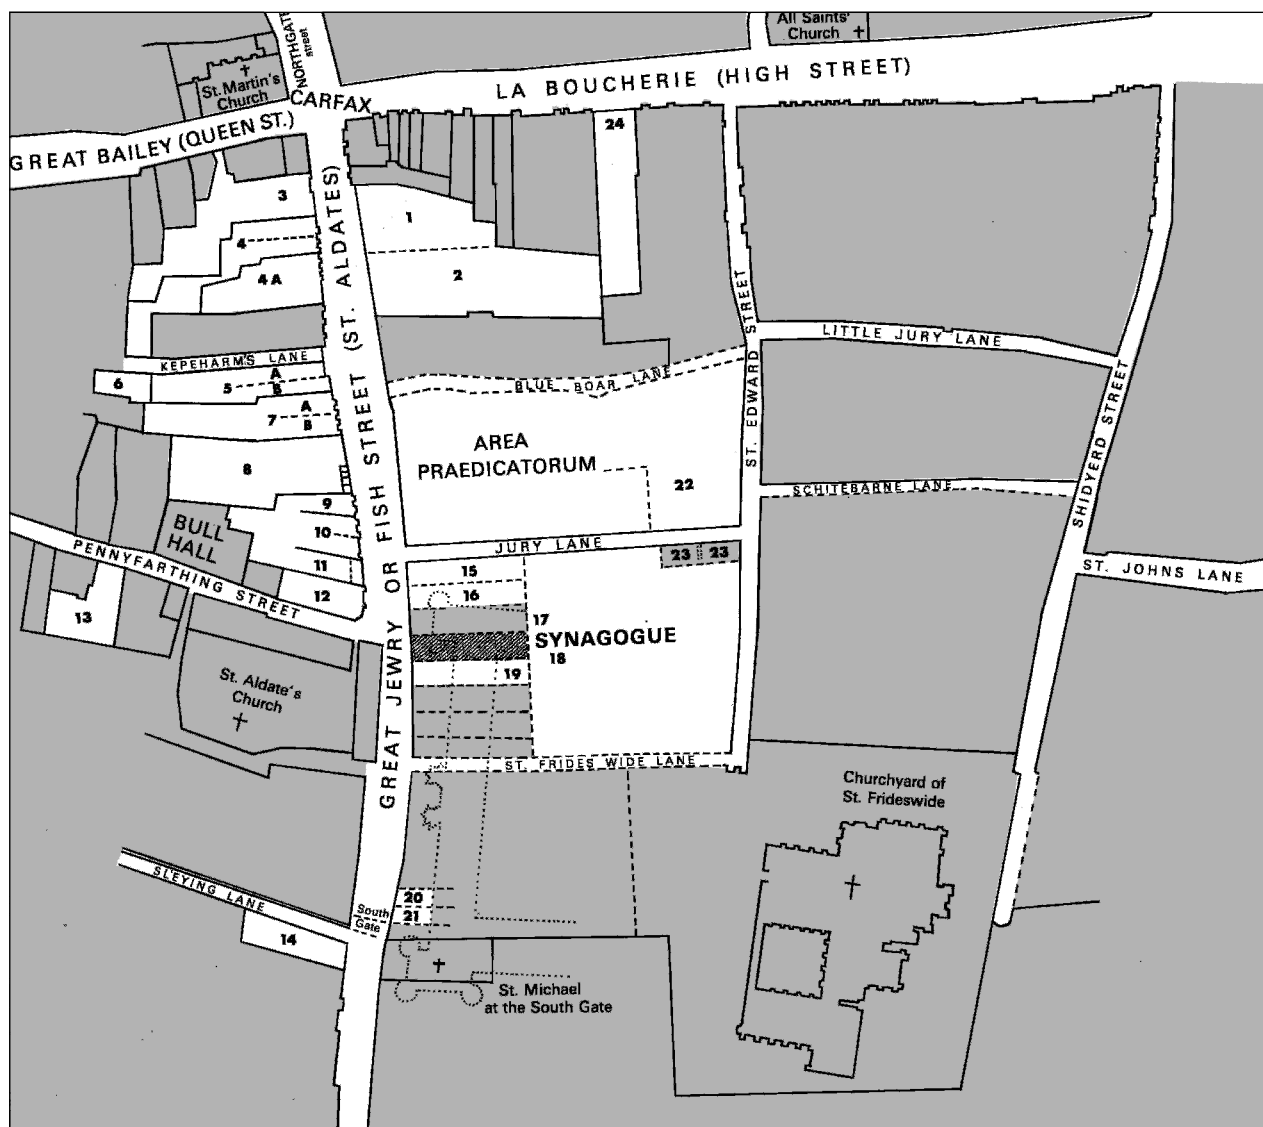 All Saints'
Church
NORTHGATE
street
St. Martin's
Church
CARFAX
LA BOUCHERIE (HIGH STREET)
GREAT BAILEY (QUEEN ST.)
24
3
1
4
4A
2
GREAT JEWRY OR FISH STREET (ST. ALDATES)
ST. EDWARD STREET
LITTLE JURY LANE
SHIDYERD STREET
KEPEHARM'S LANE
BLUE BOAR LANE
6
5
A
B
7
A
B
AREA
PRAEDICATORUM
8
22
SCHITEBARNE LANE
9
BULL
HALL
10
JURY LANE
PENNYFARTHING STREET
11
23 23
15
ST. JOHNS LANE
12
16
13
17
SYNAGOGUE
18
19
St. Aldate's
Church
ST. FRIDES WIDE LANE
Churchyard of
St. Frideswide
SLEYING LANE
20
South
Gate
21
14
St. Michael
at the South Gate